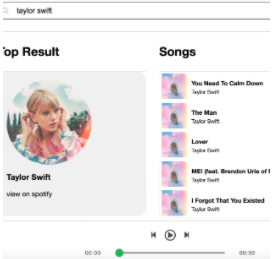 taylor swift
Top Result
Songs
Taylor Swift
view on spotify
You Need To Calm Down
Taylor Swift
The Man
Taylor Swift
Lover
Taylor Swift
ME! (feat. Brendon Urie of
Taylor Swift
I Forgot That You Existed
Taylor Swift
00:00
00:30